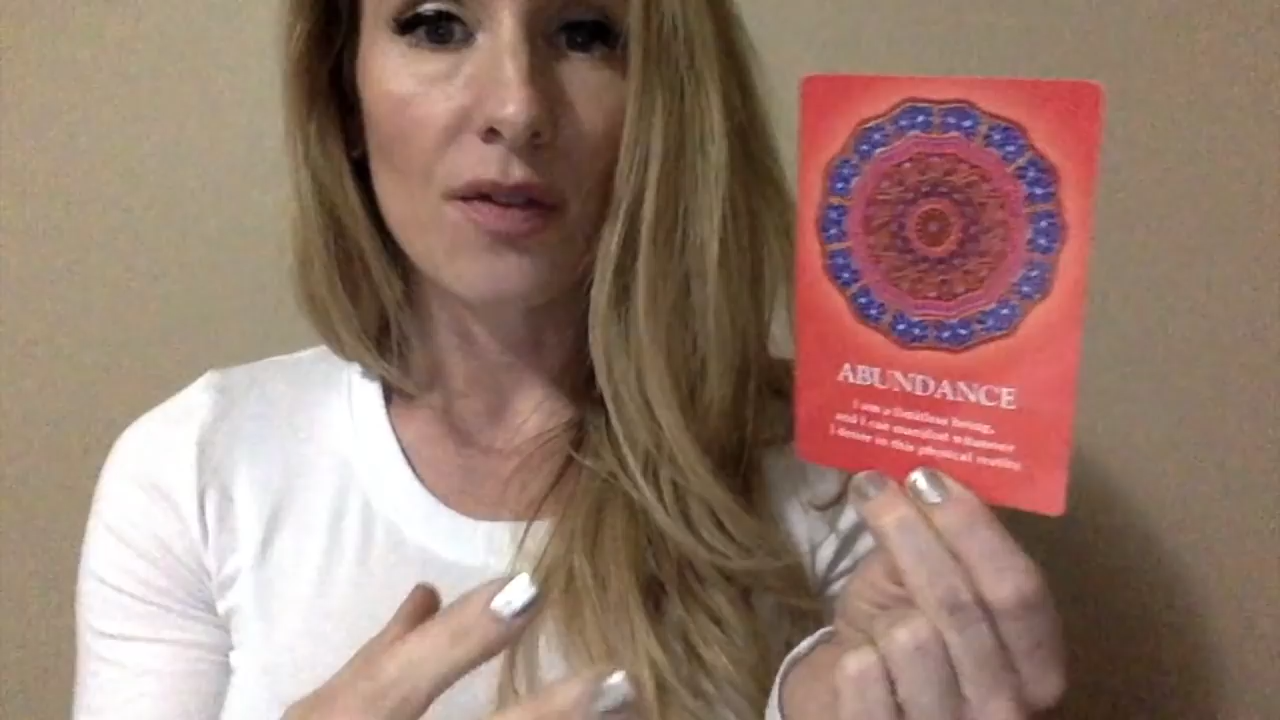 ABUNDANCE
I am a limitless being,
and I can manifest whatever
I desire in this physical reality.